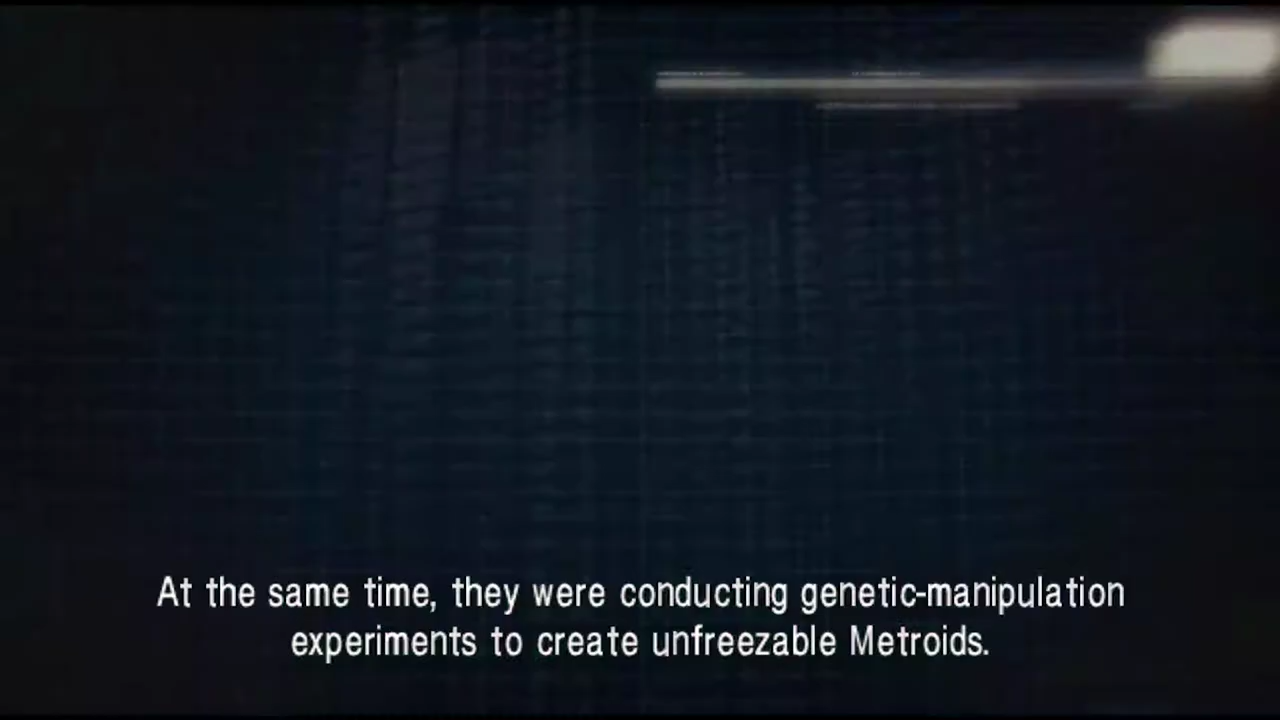 At the same time, they were conducting genetic-manipulation
experiments to create unfreezable Metroids.